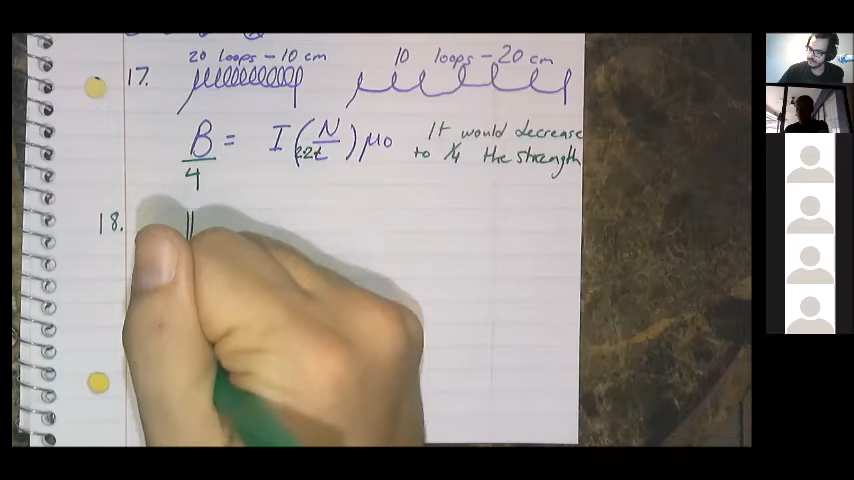 17. 20 loops - 10 cm 10 loops - 20 cm
B/4 = I (N/L) μ0 It would decrease
to 1/4 the strength
18.